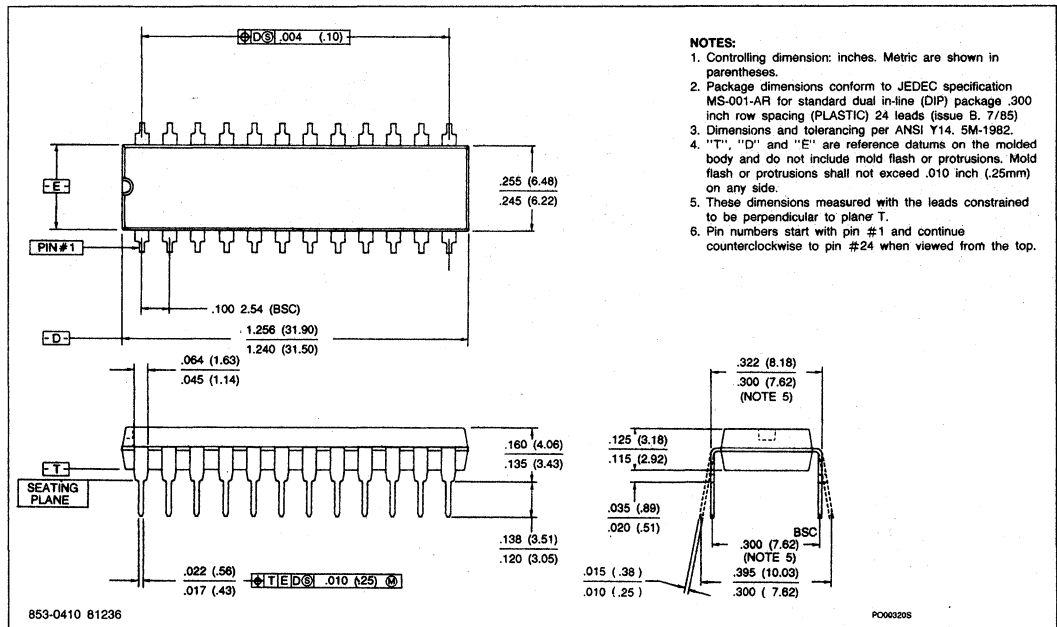 ⌖ D Ⓢ .004 (.10)
NOTES:
1. Controlling dimension: inches. Metric are shown in
parentheses.
2. Package dimensions conform to JEDEC specification
MS-001-AR for standard dual in-line (DIP) package .300
inch row spacing (PLASTIC) 24 leads (issue B. 7/85)
3. Dimensions and tolerancing per ANSI Y14. 5M-1982.
4. "T", "D" and "E" are reference datums on the molded
body and do not include mold flash or protrusions. Mold
flash or protrusions shall not exceed .010 inch (.25mm)
on any side.
5. These dimensions measured with the leads constrained
to be perpendicular to plane T.
6. Pin numbers start with pin #1 and continue
counterclockwise to pin #24 when viewed from the top.
-E-
.255 (6.48)
.245 (6.22)
PIN #1
.100 2.54 (BSC)
-D-
1.256 (31.90)
1.240 (31.50)
.064 (1.63)
.045 (1.14)
.322 (8.18)
.300 (7.62)
(NOTE 5)
.160 (4.06)
.135 (3.43)
.125 (3.18)
.115 (2.92)
-T-
SEATING
PLANE
.035 (.89)
.020 (.51)
.138 (3.51)
.120 (3.05)
BSC
.300 (7.62)
(NOTE 5)
.022 (.56)
.017 (.43)
⌖ T E D Ⓢ .010 (.25) Ⓜ
.015 ( .38 )
.010 ( .25 )
.395 (10.03)
.300 ( 7.62)
853-0410 81236
PO00320S